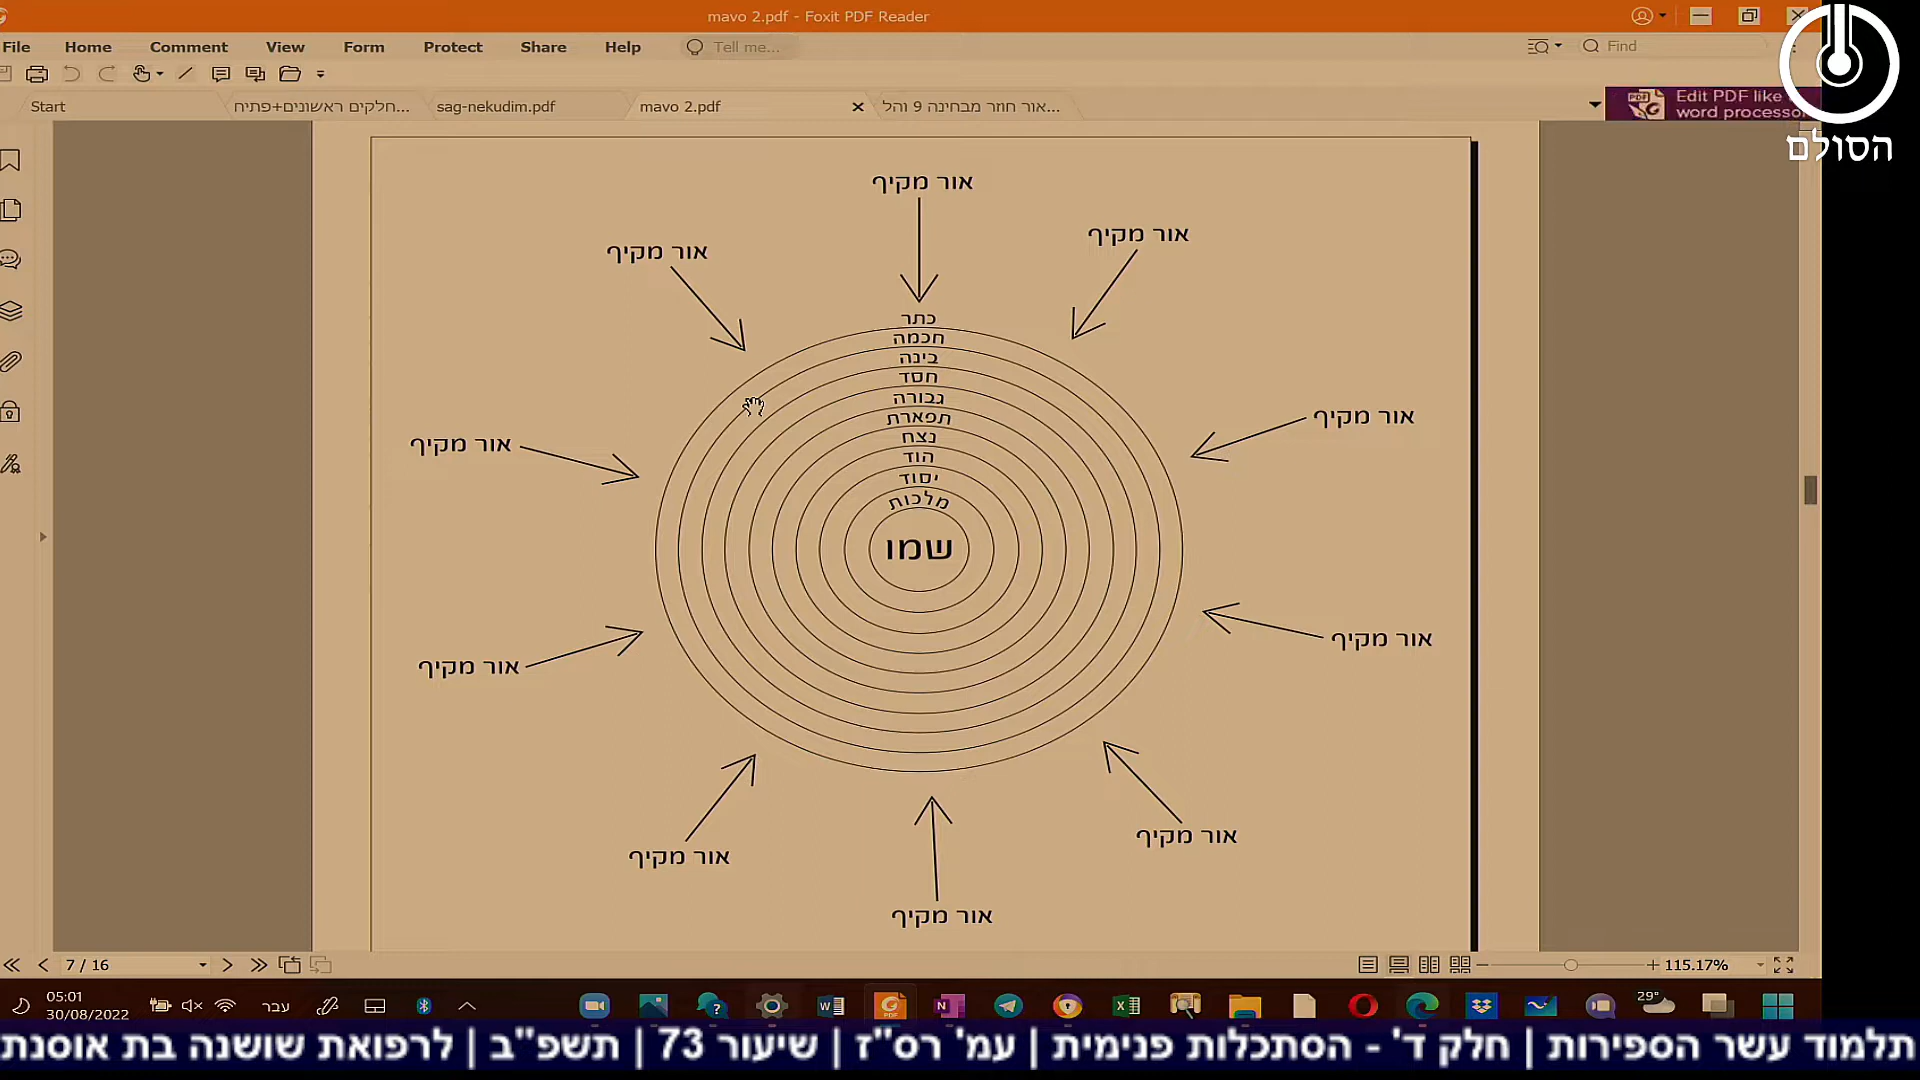 mavo 2.pdf - Foxit PDF Reader
File Home Comment View Form Protect Share Help Tell me... Find
Start חלקים ראשונים+פתיח... sag-nekudim.pdf mavo 2.pdf אור חוזר מבחינה 9 והל...
Edit PDF like
word processor
הסולם
אור מקיף
אור מקיף
אור מקיף
כתר
חכמה
בינה
חסד
גבורה
תפארת
נצח
הוד
יסוד
מלכות
שמו
אור מקיף
אור מקיף
אור מקיף
אור מקיף
אור מקיף
אור מקיף
אור מקיף
7 / 16
115.17%
05:01
30/08/2022
עבר
29°
תלמוד עשר הספירות | חלק ד' - הסתכלות פנימית | עמ' רס"ז | שיעור 73 | תשפ"ב | לרפואת שושנה בת אוסנת